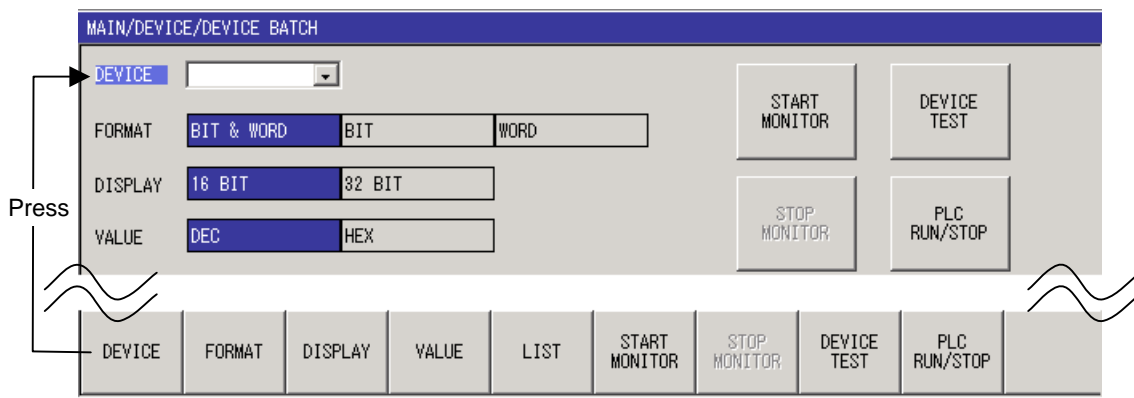 MAIN/DEVICE/DEVICE BATCH
DEVICE
FORMAT
BIT & WORD
BIT
WORD
DISPLAY
16 BIT
32 BIT
VALUE
DEC
HEX
START
MONITOR
DEVICE
TEST
STOP
MONITOR
PLC
RUN/STOP
Press
DEVICE
FORMAT
DISPLAY
VALUE
LIST
START
MONITOR
STOP
MONITOR
DEVICE
TEST
PLC
RUN/STOP